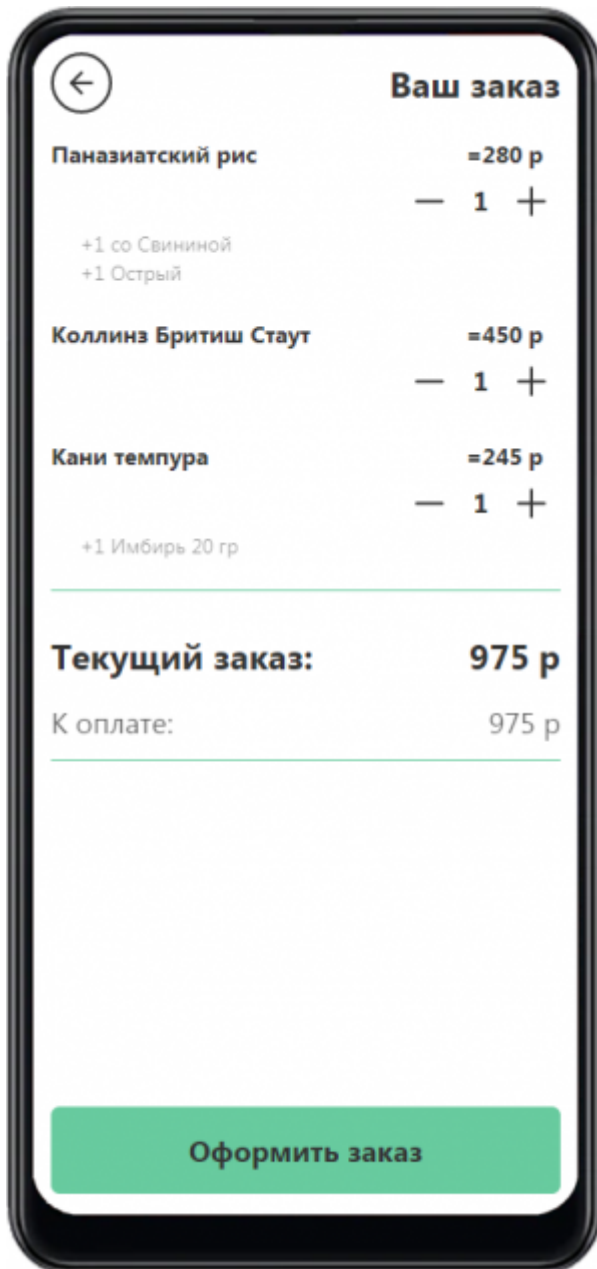 Ваш заказ
Паназиатский рис =280 р
— 1 +
+1 со Свининой
+1 Острый
Коллинз Бритиш Стаут =450 р
— 1 +
Кани темпура =245 р
— 1 +
+1 Имбирь 20 гр
Текущий заказ: 975 р
К оплате: 975 р
Оформить заказ